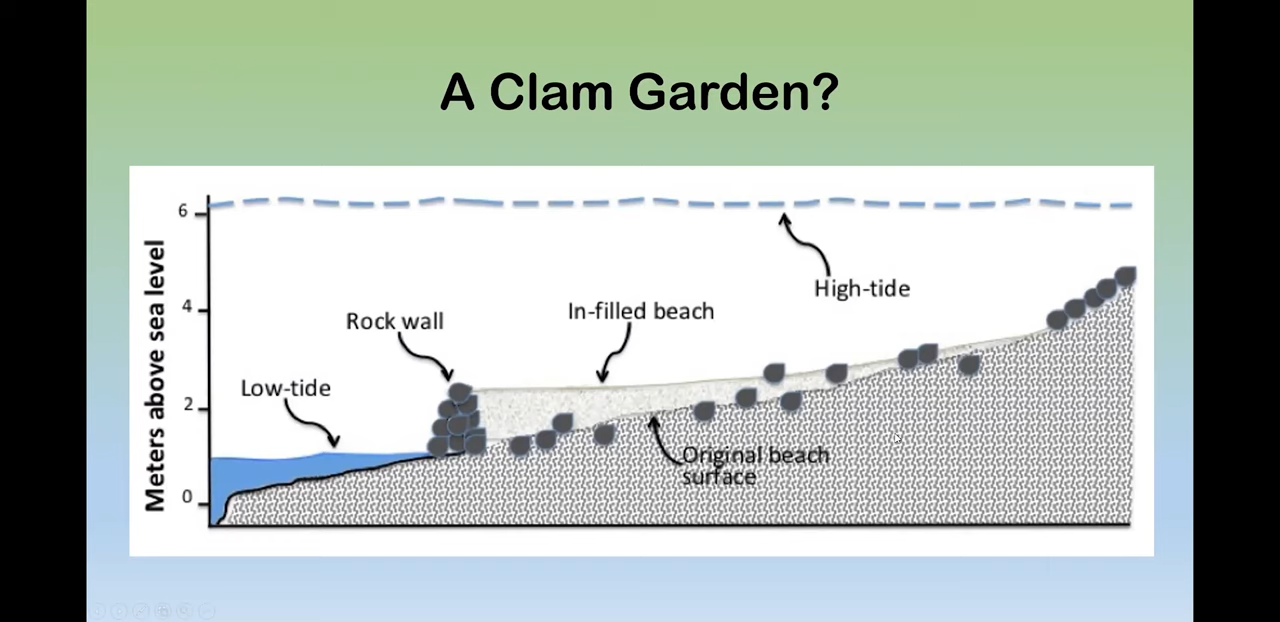 A Clam Garden?
6
4
2
0
Meters above sea level
High-tide
In-filled beach
Rock wall
Low-tide
Original beach
surface